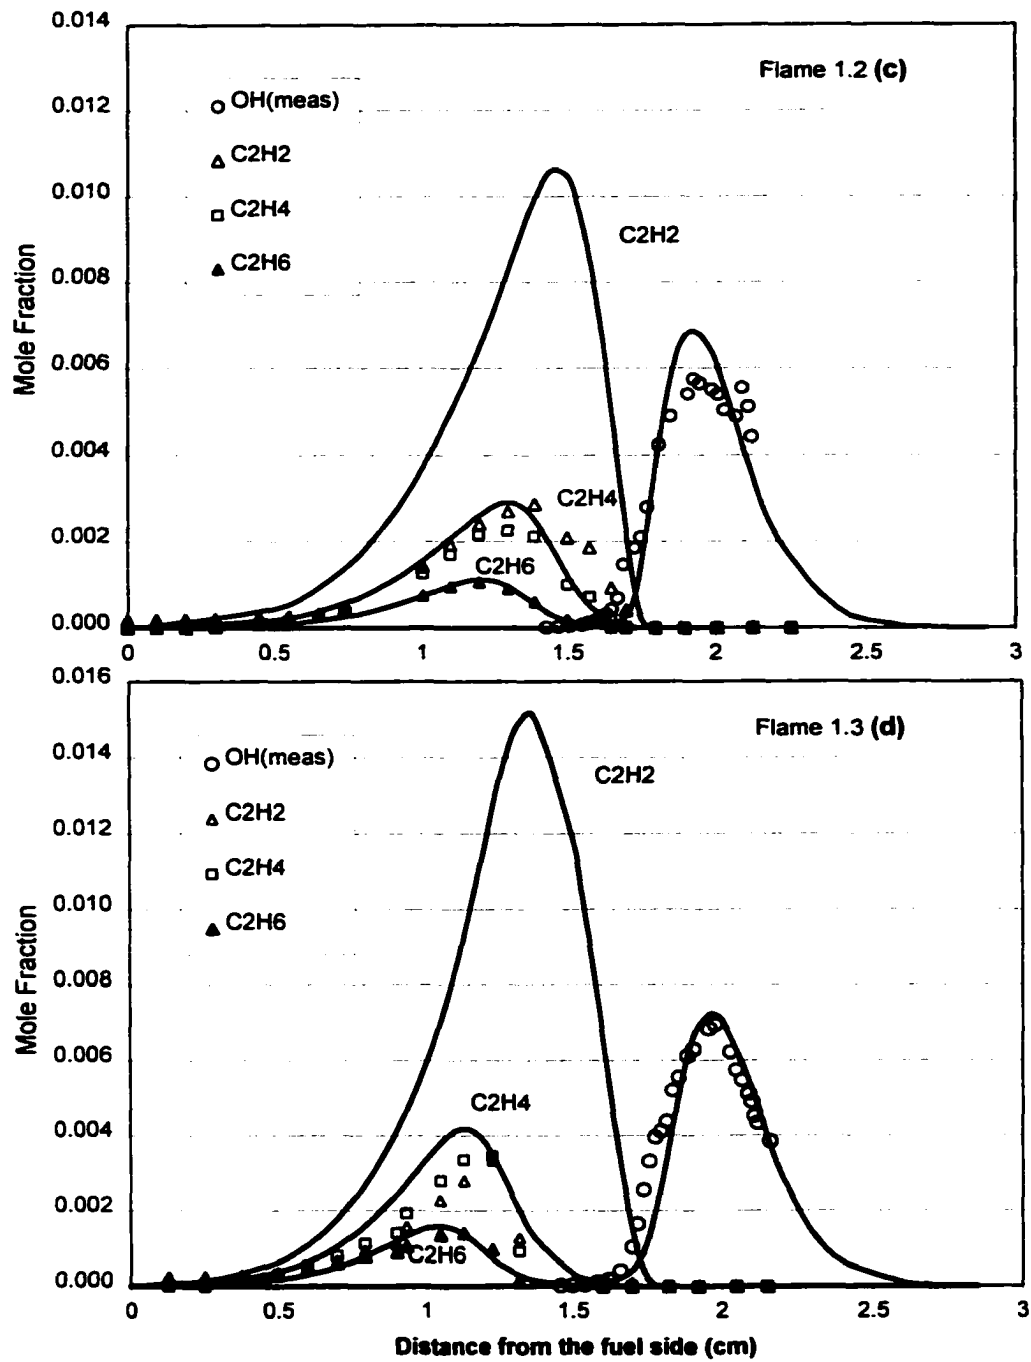 0.014
Flame 1.2 (c)
OH(meas)
0.012
C2H2
0.010
C2H4
C2H2
C2H6
0.008
Mole Fraction
0.006
0.004
C2H4
0.002
C2H6
0.000
0 0.5 1 1.5 2 2.5 3
0.016
Flame 1.3 (d)
OH(meas)
0.014
C2H2
C2H2
0.012
C2H4
0.010
C2H6
Mole Fraction
0.008
0.006
C2H4
0.004
0.002
C2H6
0.000
0 0.5 1 1.5 2 2.5 3
Distance from the fuel side (cm)